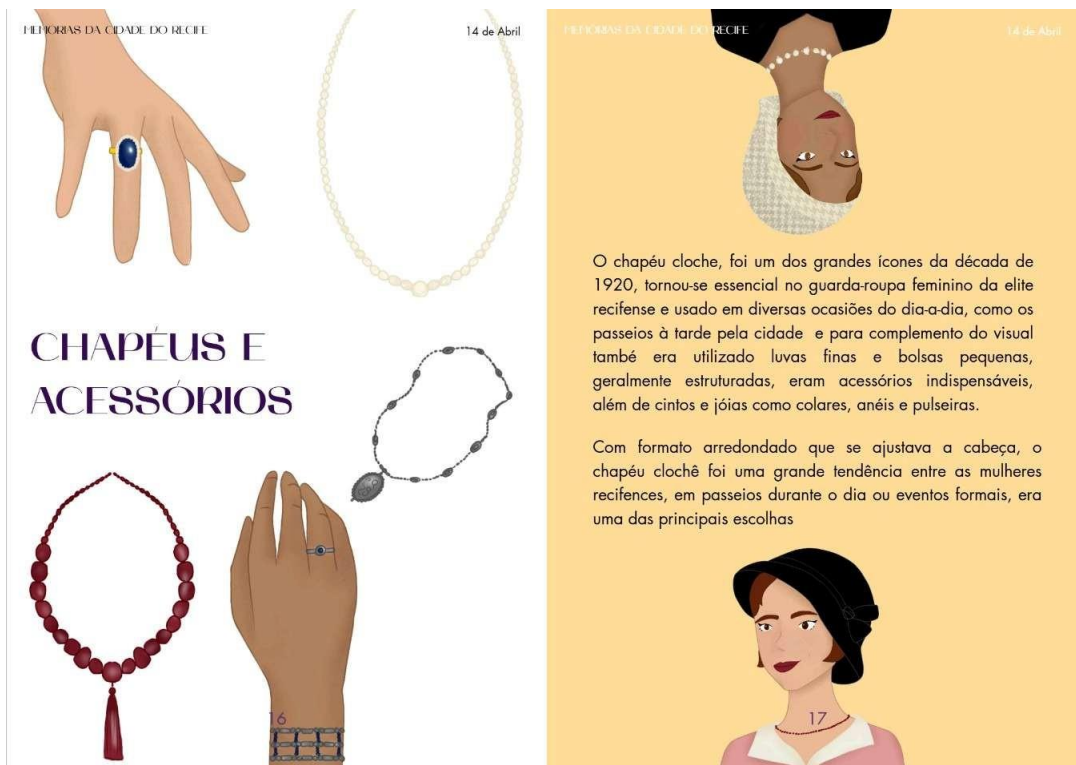 MEMÓRIAS DA CIDADE DO RECIFE
14 de Abril
CHAPÉUS E
ACESSÓRIOS
16
MEMÓRIAS DA CIDADE DO RECIFE
14 de Abril
O chapéu cloche, foi um dos grandes ícones da década de
1920, tornou-se essencial no guarda-roupa feminino da elite
recifense e usado em diversas ocasiões do dia-a-dia, como os
passeios à tarde pela cidade e para complemento do visual
també era utilizado luvas finas e bolsas pequenas,
geralmente estruturadas, eram acessórios indispensáveis,
além de cintos e jóias como colares, anéis e pulseiras.
Com formato arredondado que se ajustava a cabeça, o
chapéu clochê foi uma grande tendência entre as mulheres
recifences, em passeios durante o dia ou eventos formais, era
uma das principais escolhas
17